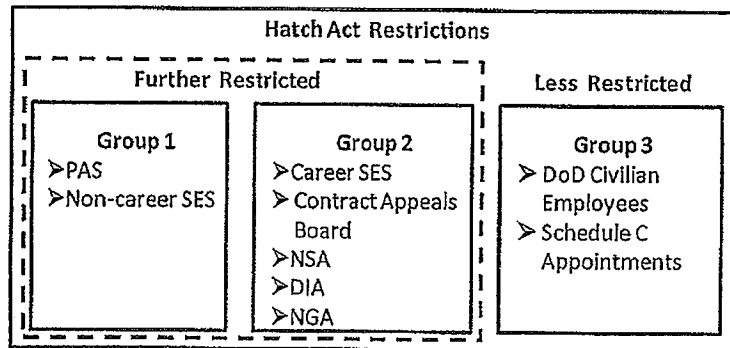 Hatch Act Restrictions
Further Restricted
Less Restricted
Group 1
➢PAS
➢Non-career SES
Group 2
➢Career SES
➢Contract Appeals
Board
➢NSA
➢DIA
➢NGA
Group 3
➢ DoD Civilian
Employees
➢ Schedule C
Appointments